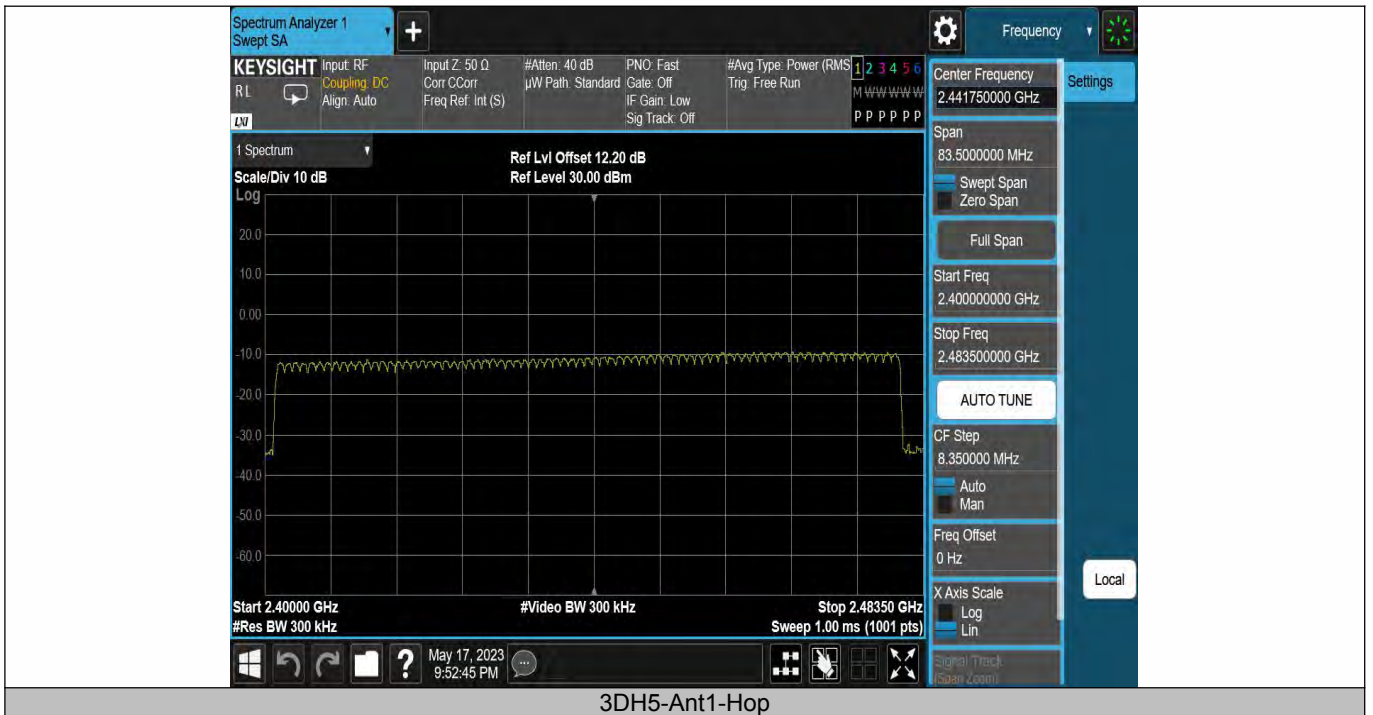 Spectrum Analyzer 1
Swept SA
+
Frequency
KEYSIGHT
RL
LXI
Input: RF
Coupling: DC
Align: Auto
Input Z: 50 Ω
Corr CCorr
Freq Ref: Int (S)
#Atten: 40 dB
µW Path: Standard
PNO: Fast
Gate: Off
IF Gain: Low
Sig Track: Off
#Avg Type: Power (RMS
Trig: Free Run
1 2 3 4 5 6
M W W W W W
P P P P P P
1 Spectrum
Scale/Div 10 dB
Ref Lvl Offset 12.20 dB
Ref Level 30.00 dBm
Log
20.0
10.0
0.00
-10.0
-20.0
-30.0
-40.0
-50.0
-60.0
Start 2.40000 GHz
#Video BW 300 kHz
Stop 2.48350 GHz
#Res BW 300 kHz
Sweep 1.00 ms (1001 pts)
Center Frequency
2.441750000 GHz
Settings
Span
83.5000000 MHz
Swept Span
Zero Span
Full Span
Start Freq
2.400000000 GHz
Stop Freq
2.483500000 GHz
AUTO TUNE
CF Step
8.350000 MHz
Auto
Man
Freq Offset
0 Hz
Local
X Axis Scale
Log
Lin
Signal Track
(Span Zoom)
?
May 17, 2023
9:52:45 PM
3DH5-Ant1-Hop